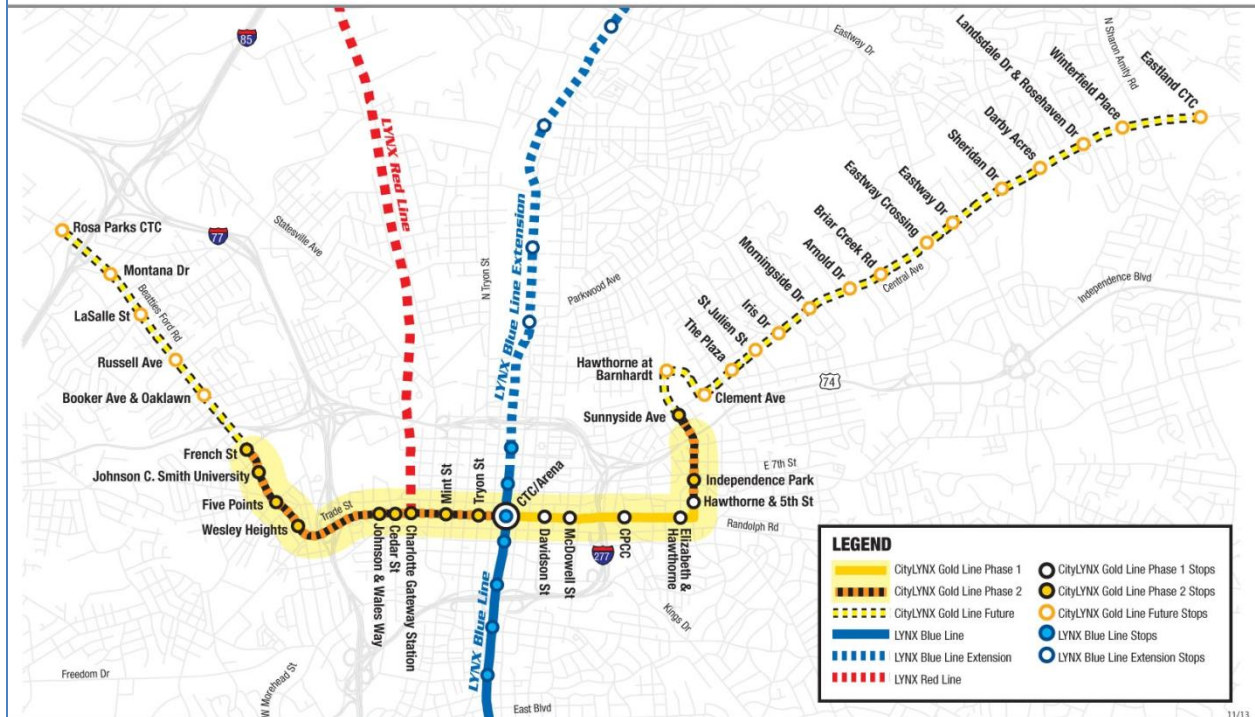 85
Eastway Dr
N Sharon Amity Rd
Landsdale Dr & Rosehaven Dr
Winterfield Place
Eastland CTC
Darby Acres
Sheridan Dr
Eastway Dr
Eastway Crossing
Briar Creek Rd
Arnold Dr
Morningside Dr
Iris Dr
St Julien St
The Plaza
Central Ave
Independence Blvd
LYNX Red Line
LYNX Blue Line Extension
Rosa Parks CTC
77
Statesville Ave
N Tryon St
Parkwood Ave
Montana Dr
Beatties Ford Rd
LaSalle St
Russell Ave
Booker Ave & Oaklawn
Hawthorne at
Barnhardt
74
Clement Ave
Sunnyside Ave
French St
Johnson C. Smith University
Five Points
Wesley Heights
Trade St
Mint St
Tryon St
CTC/Arena
E 7th St
Independence Park
Hawthorne & 5th St
Randolph Rd
Johnson & Wales Way
Cedar St
Charlotte Gateway Station
Davidson St
McDowell St
277
CPCC
Elizabeth &
Hawthorne
Kings Dr
LYNX Blue Line
Freedom Dr
W Morehead St
East Blvd
LEGEND
CityLYNX Gold Line Phase 1
CityLYNX Gold Line Phase 2
CityLYNX Gold Line Future
LYNX Blue Line
LYNX Blue Line Extension
LYNX Red Line
CityLYNX Gold Line Phase 1 Stops
CityLYNX Gold Line Phase 2 Stops
CityLYNX Gold Line Future Stops
LYNX Blue Line Stops
LYNX Blue Line Extension Stops
11/13